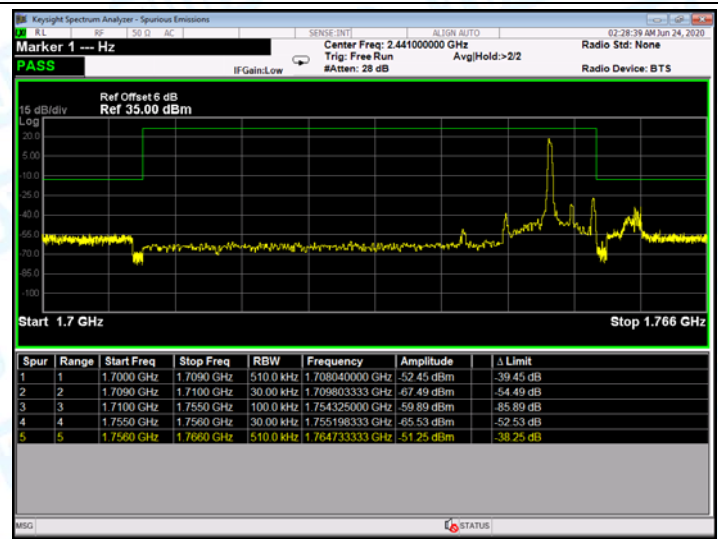 Keysight Spectrum Analyzer - Spurious Emissions
RL RF 50 Ω AC SENSE:INT ALIGN AUTO 02:28:39 AM Jun 24, 2020
Marker 1 --- Hz Center Freq: 2.441000000 GHz Radio Std: None
Trig: Free Run Avg|Hold:>2/2
PASS IFGain:Low #Atten: 28 dB Radio Device: BTS
Ref Offset 6 dB
15 dB/div Ref 35.00 dBm
Log
20.0
5.00
-10.0
-25.0
-40.0
-55.0
-70.0
-85.0
-100
Start 1.7 GHz Stop 1.766 GHz
Spur Range Start Freq Stop Freq RBW Frequency Amplitude Δ Limit
1 1 1.7000 GHz 1.7090 GHz 510.0 kHz 1.708040000 GHz -52.45 dBm -39.45 dB
2 2 1.7090 GHz 1.7100 GHz 30.00 kHz 1.709803333 GHz -67.49 dBm -54.49 dB
3 3 1.7100 GHz 1.7550 GHz 100.0 kHz 1.754325000 GHz -59.89 dBm -85.89 dB
4 4 1.7550 GHz 1.7560 GHz 30.00 kHz 1.755198333 GHz -65.53 dBm -52.53 dB
5 5 1.7560 GHz 1.7660 GHz 510.0 kHz 1.764733333 GHz -51.25 dBm -38.25 dB
MSG STATUS